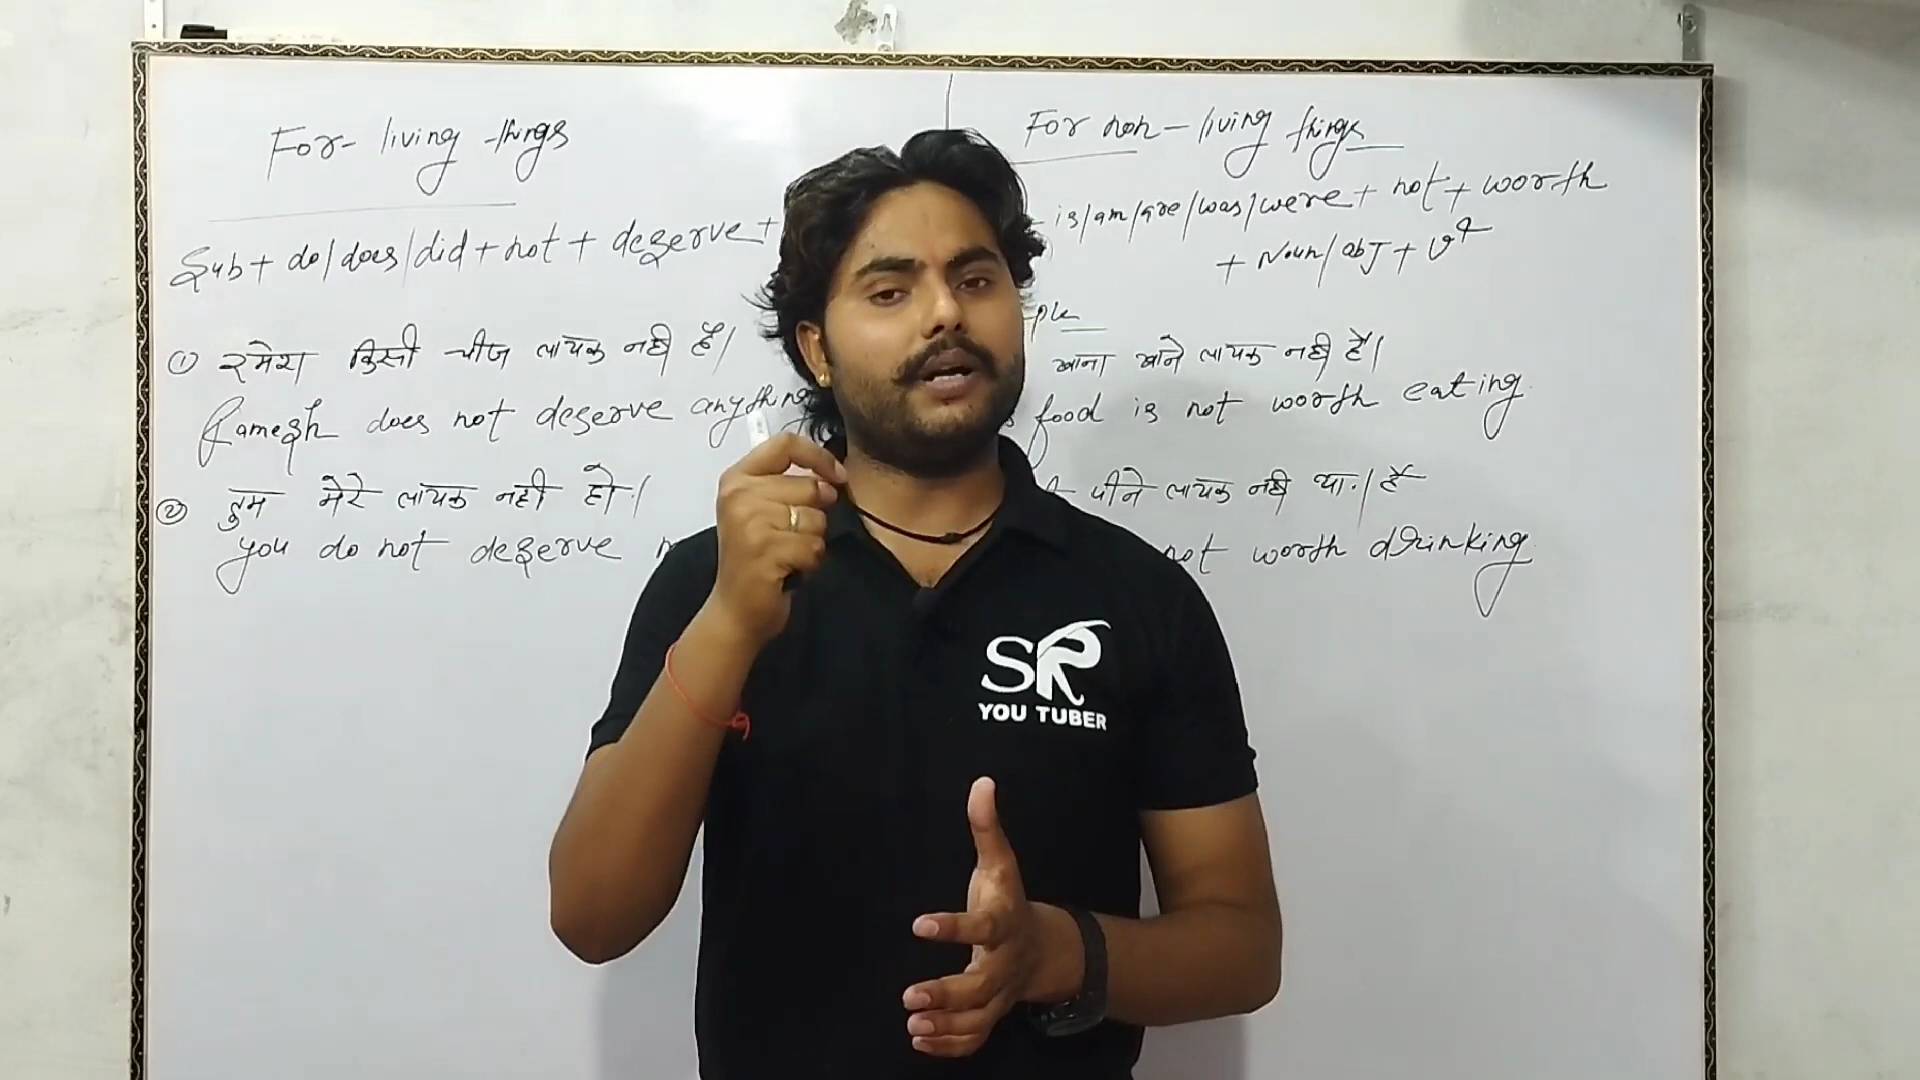 For- living things
Sub + do/does/did + not + deserve +
① रमेश किसी चीज लायक नही है।
Ramesh does not deserve anything
② तुम मेरे लायक नही हो।
you do not deserve
For non-living things
is/am/are/was/were + not + worth
+ Noun/obj + v⁴
ple
खाना खाने लायक नही है।
food is not worth eating.
पीने लायक नही था।/है
not worth drinking.
SR
YOU TUBER